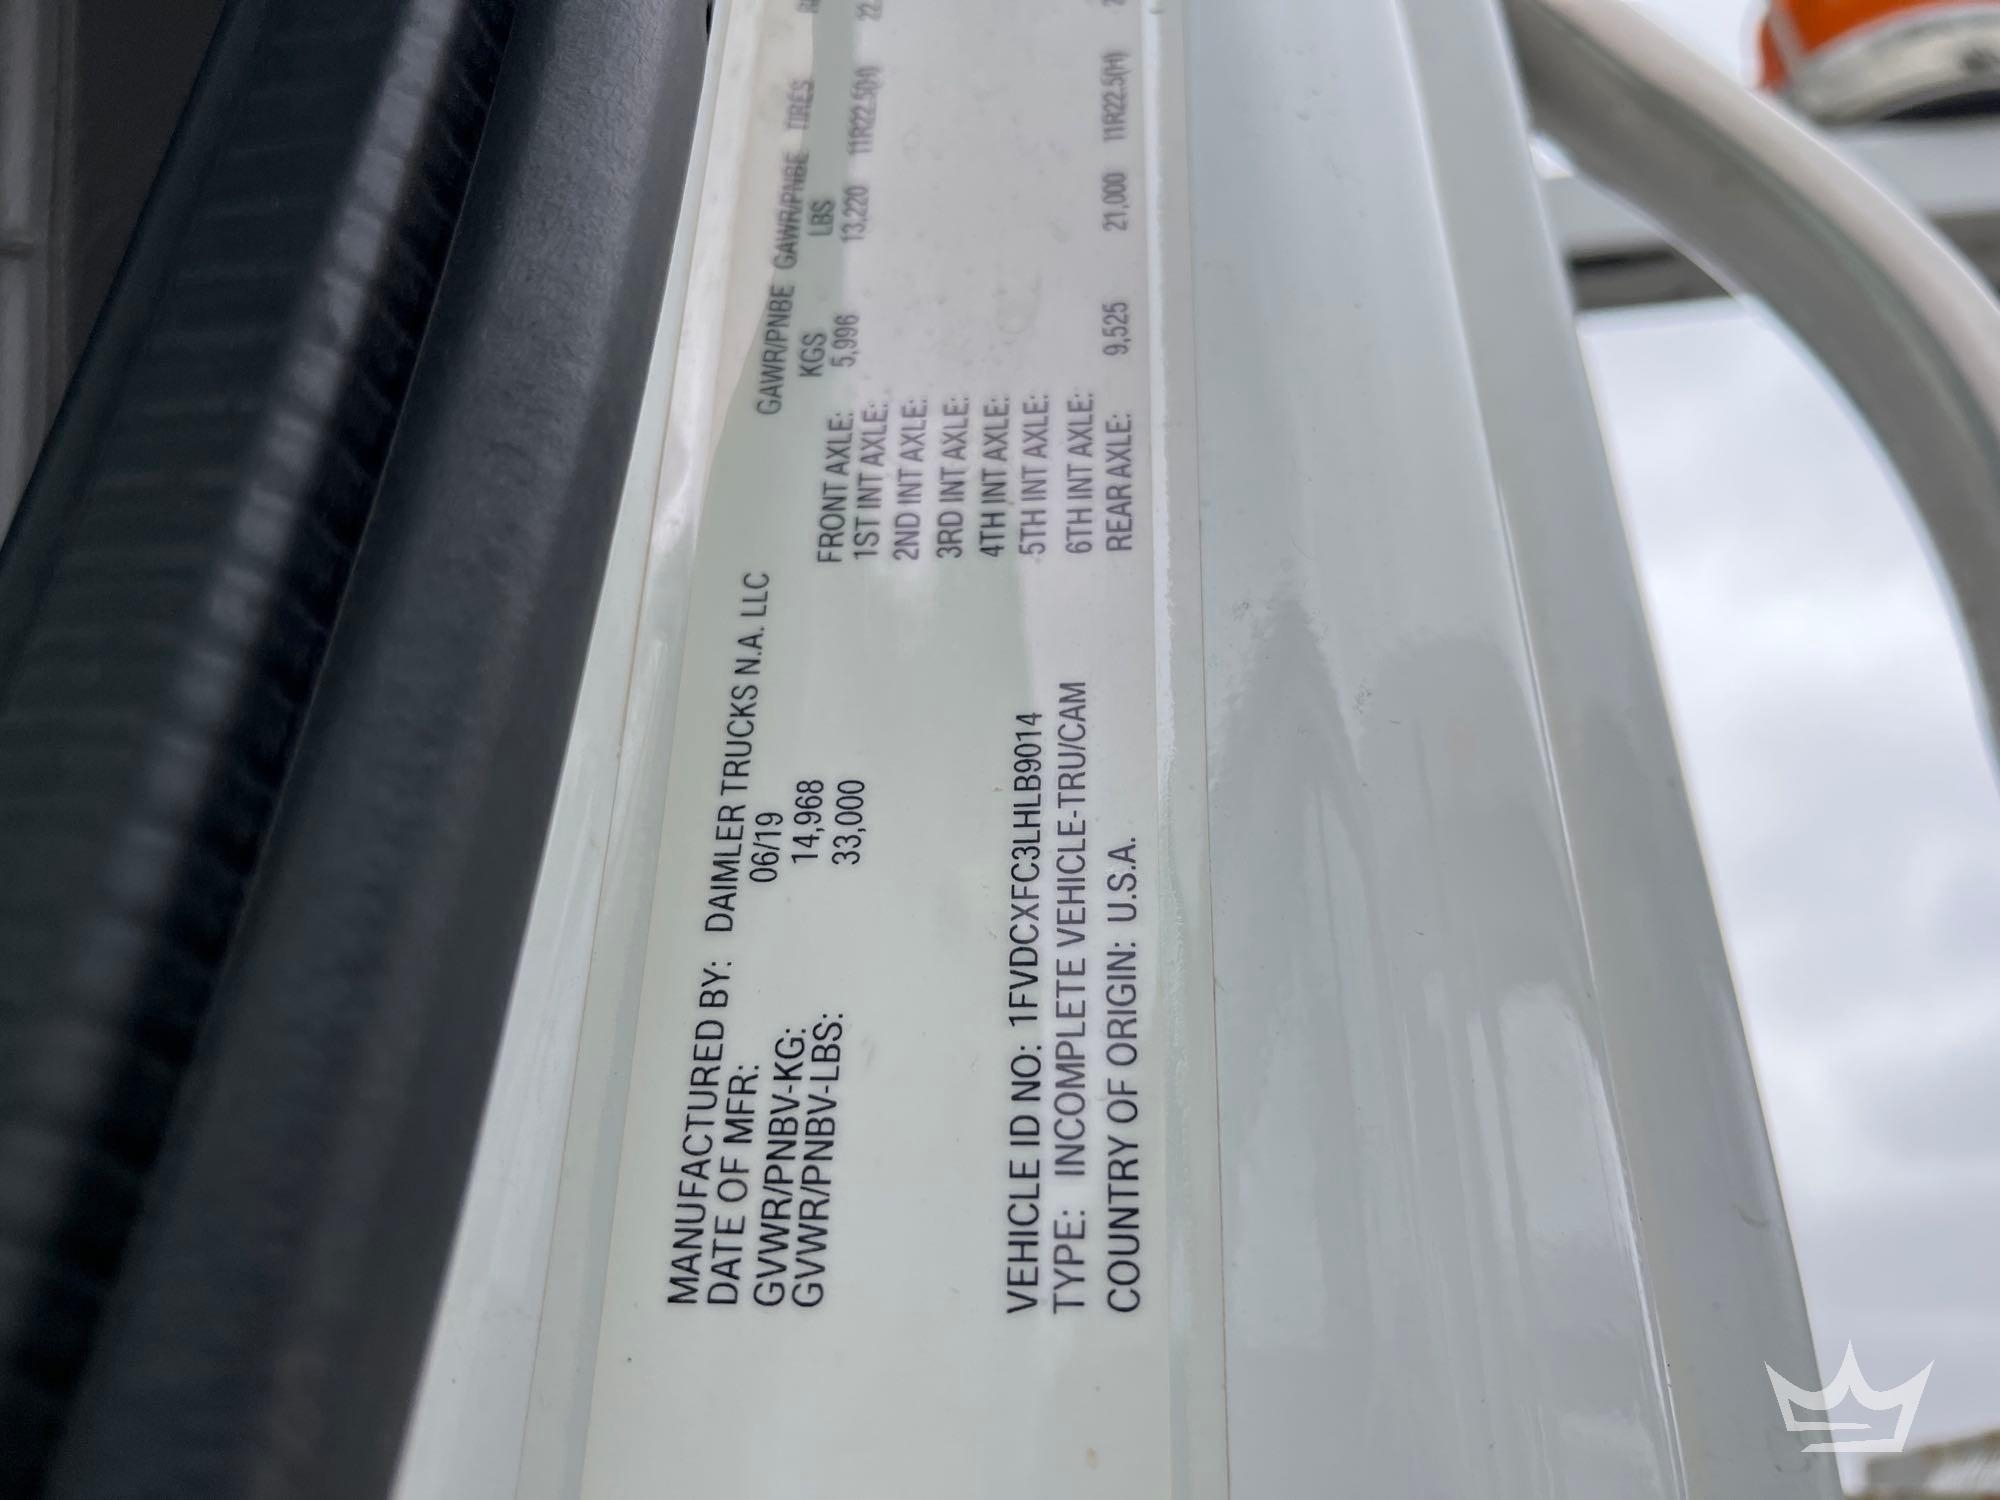 MANUFACTURED BY: DAIMLER TRUCKS N.A. LLC
DATE OF MFR: 06/19
GVWR/PNBV-KG: 14,968
GVWR/PNBV-LBS: 33,000
VEHICLE ID NO: 1FVDCXFC3LHLB9014
TYPE: INCOMPLETE VEHICLE-TRU/CAM
COUNTRY OF ORIGIN: U.S.A.
GAWR/PNBE GAWR/PNBE TIRES
KGS LBS
FRONT AXLE: 5,996 13,220 11R22.5(H)
1ST INT AXLE:
2ND INT AXLE:
3RD INT AXLE:
4TH INT AXLE:
5TH INT AXLE:
6TH INT AXLE:
REAR AXLE: 9,525 21,000 11R22.5(H)